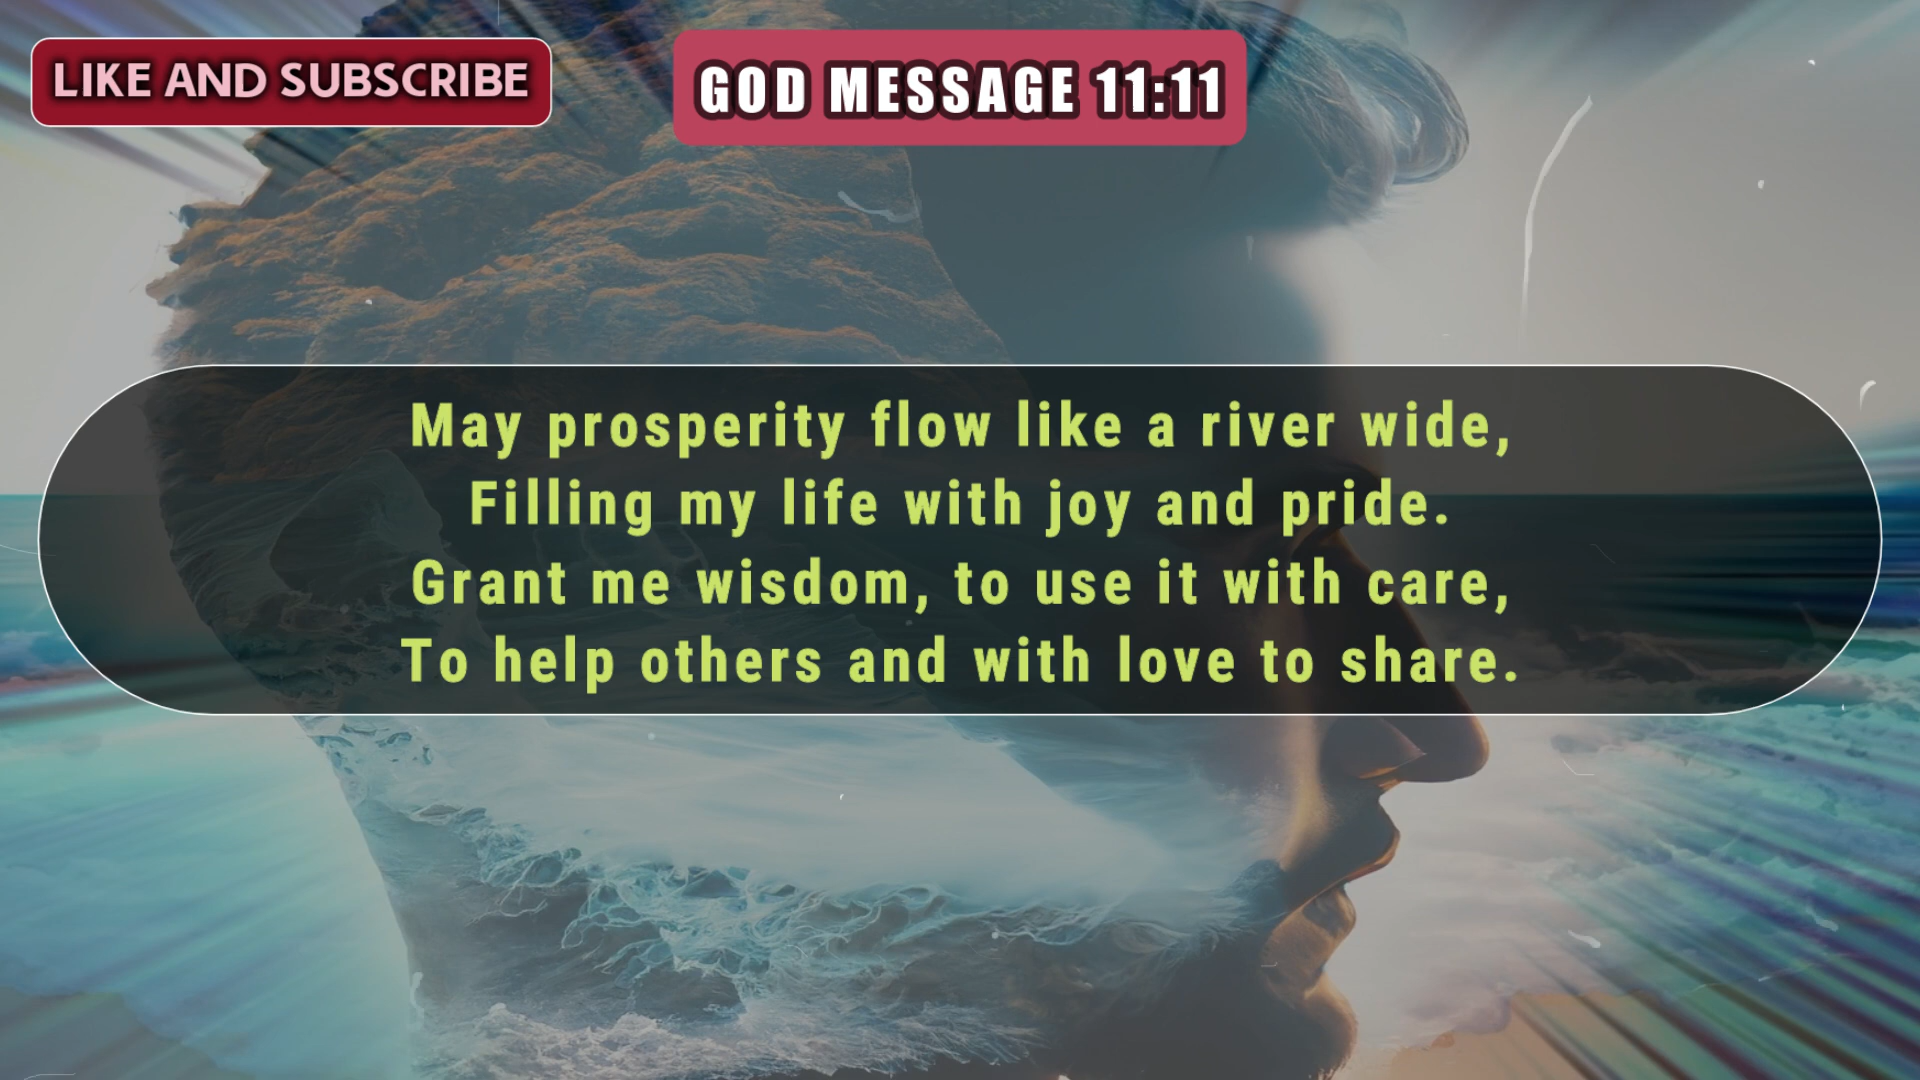 LIKE AND SUBSCRIBE
GOD MESSAGE 11:11
May prosperity flow like a river wide,
Filling my life with joy and pride.
Grant me wisdom, to use it with care,
To help others and with love to share.